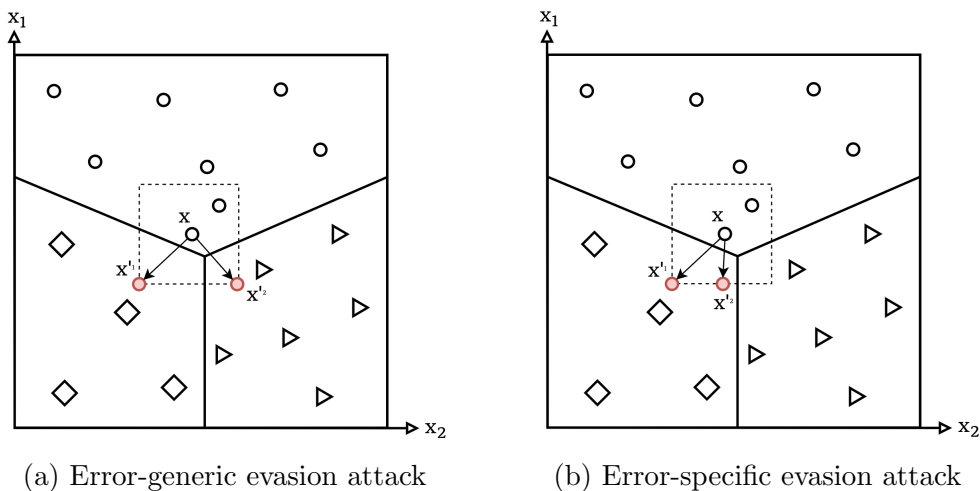 x₁
x
x'₁
x'₂
x₂
(a) Error-generic evasion attack
x₁
x
x'₁
x'₂
x₂
(b) Error-specific evasion attack